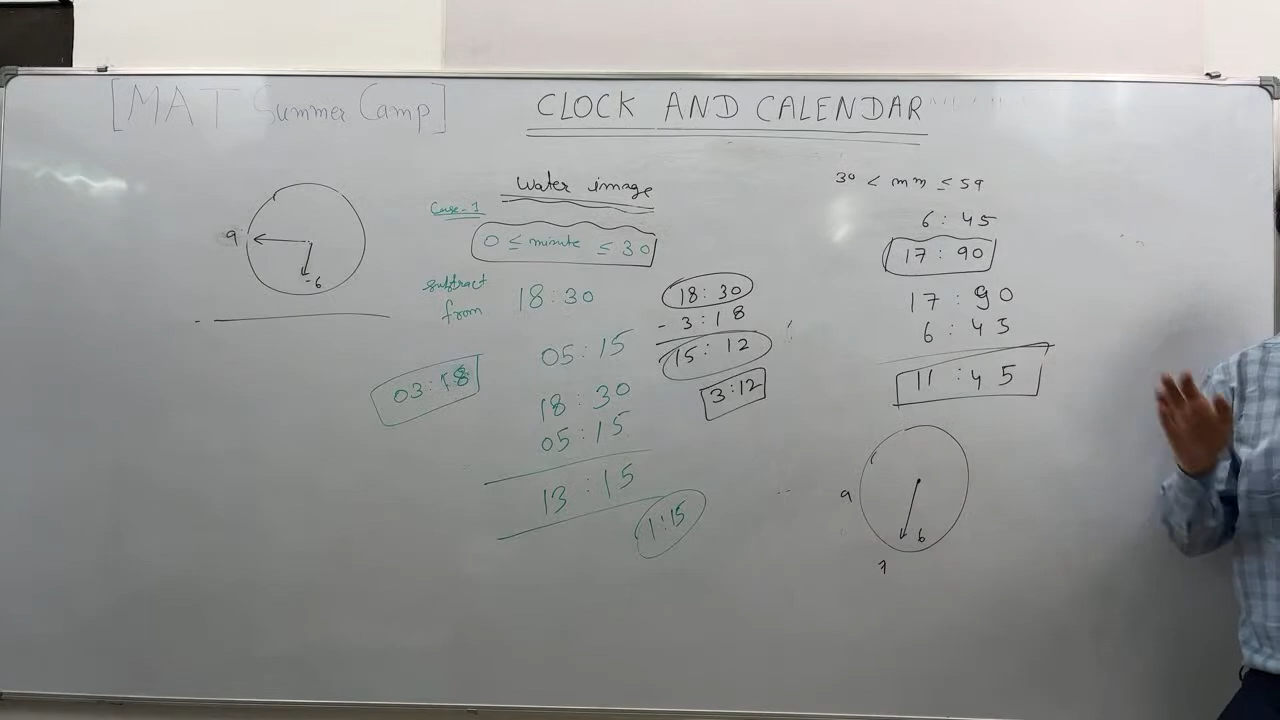 [MAT Summer Camp]
CLOCK AND CALENDAR
9
6
Water image
Case-1
0 ≤ minute ≤ 30
subtract
from
18:30
05:15
18:30
05:15
13:15
1:15
03:18
18:30
- 3:18
15:12
3:12
30 < mm ≤ 59
6:45
17:90
17:90
6:45
11:45
9
6
7